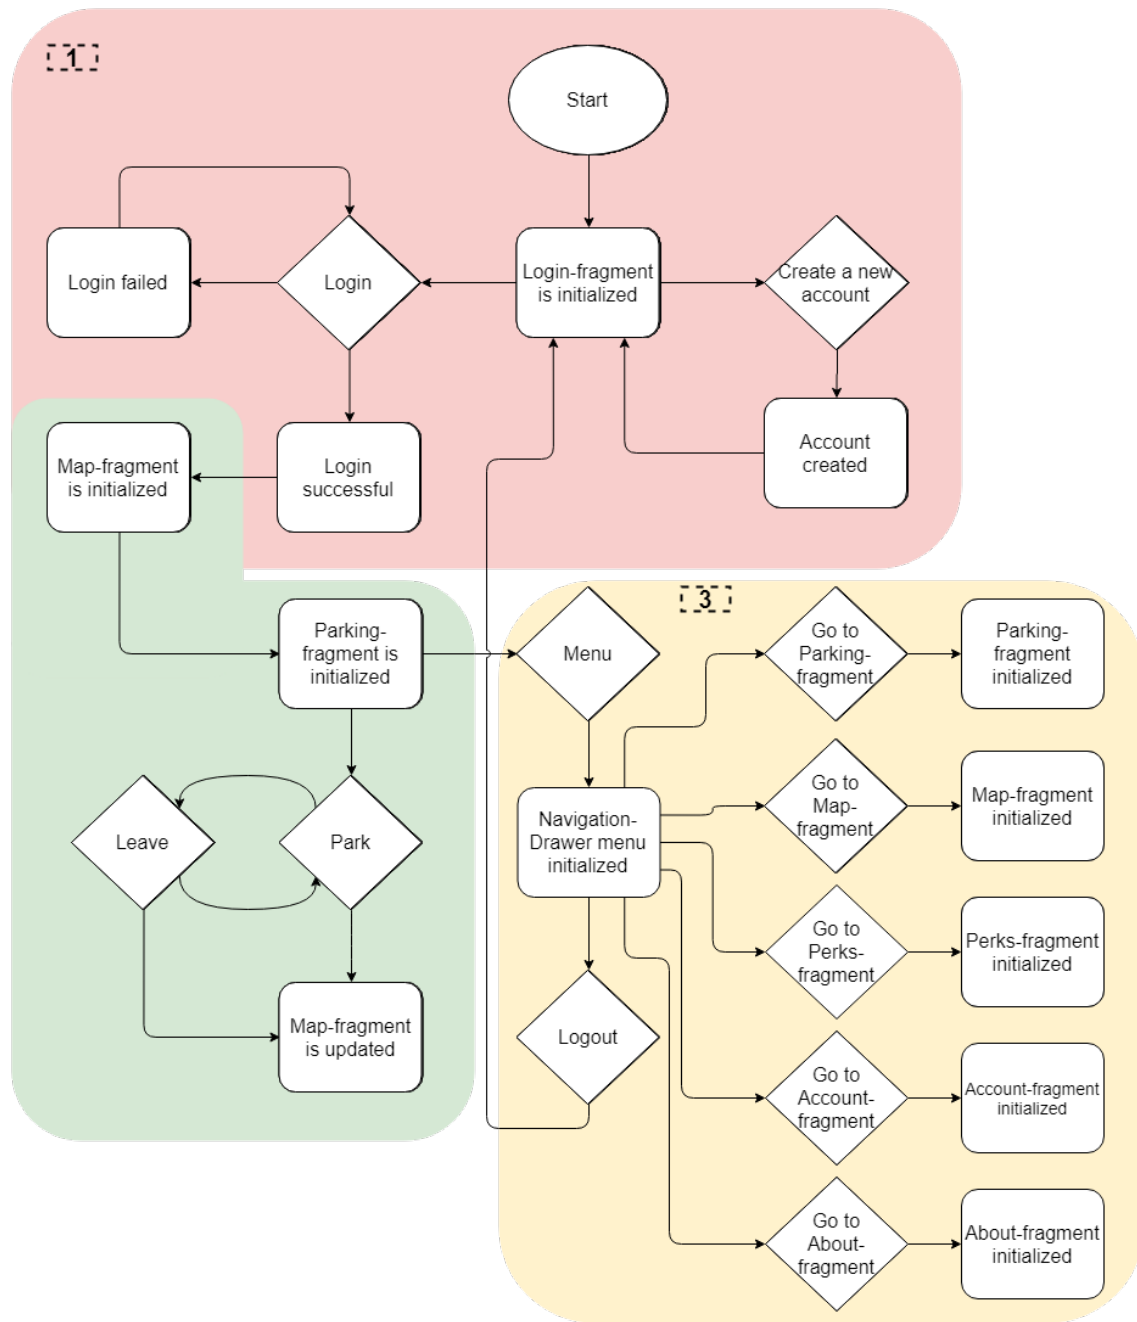 1
Start
Login failed
Login
Login-fragment
is initialized
Create a new
account
Map-fragment
is initialized
Login
successful
Account
created
3
Parking-
fragment is
initialized
Menu
Go to
Parking-
fragment
Parking-
fragment
initialized
Leave
Park
Navigation-
Drawer menu
initialized
Go to
Map-
fragment
Map-fragment
initialized
Go to
Perks-
fragment
Perks-fragment
initialized
Map-fragment
is updated
Logout
Go to
Account-
fragment
Account-fragment
initialized
Go to
About-
fragment
About-fragment
initialized